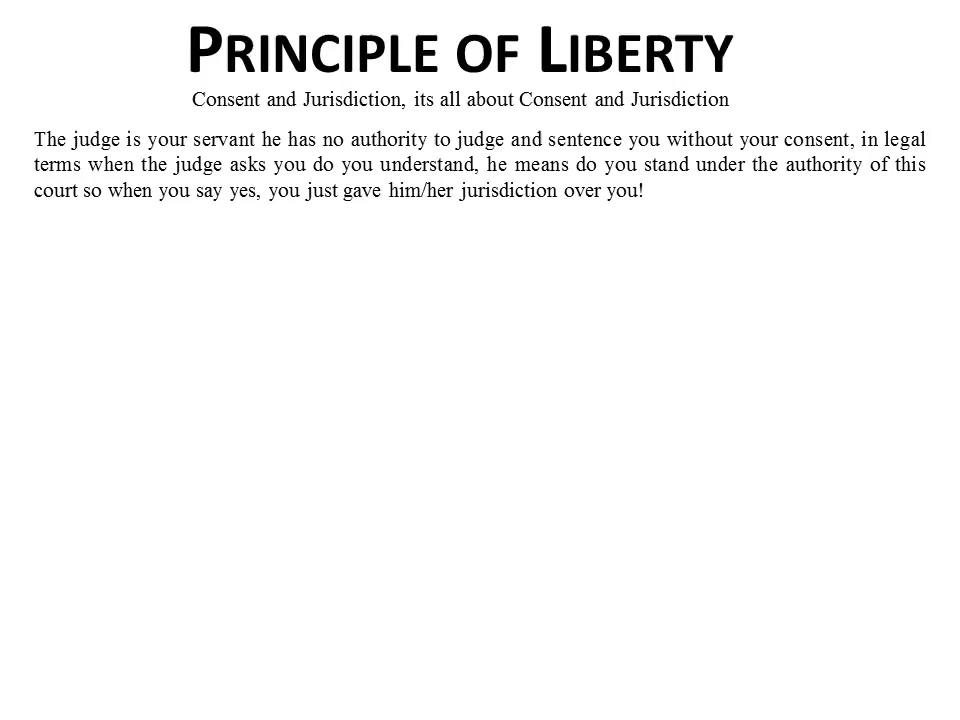 PRINCIPLE OF LIBERTY
Consent and Jurisdiction, its all about Consent and Jurisdiction
The judge is your servant he has no authority to judge and sentence you without your consent, in legal
terms when the judge asks you do you understand, he means do you stand under the authority of this
court so when you say yes, you just gave him/her jurisdiction over you!